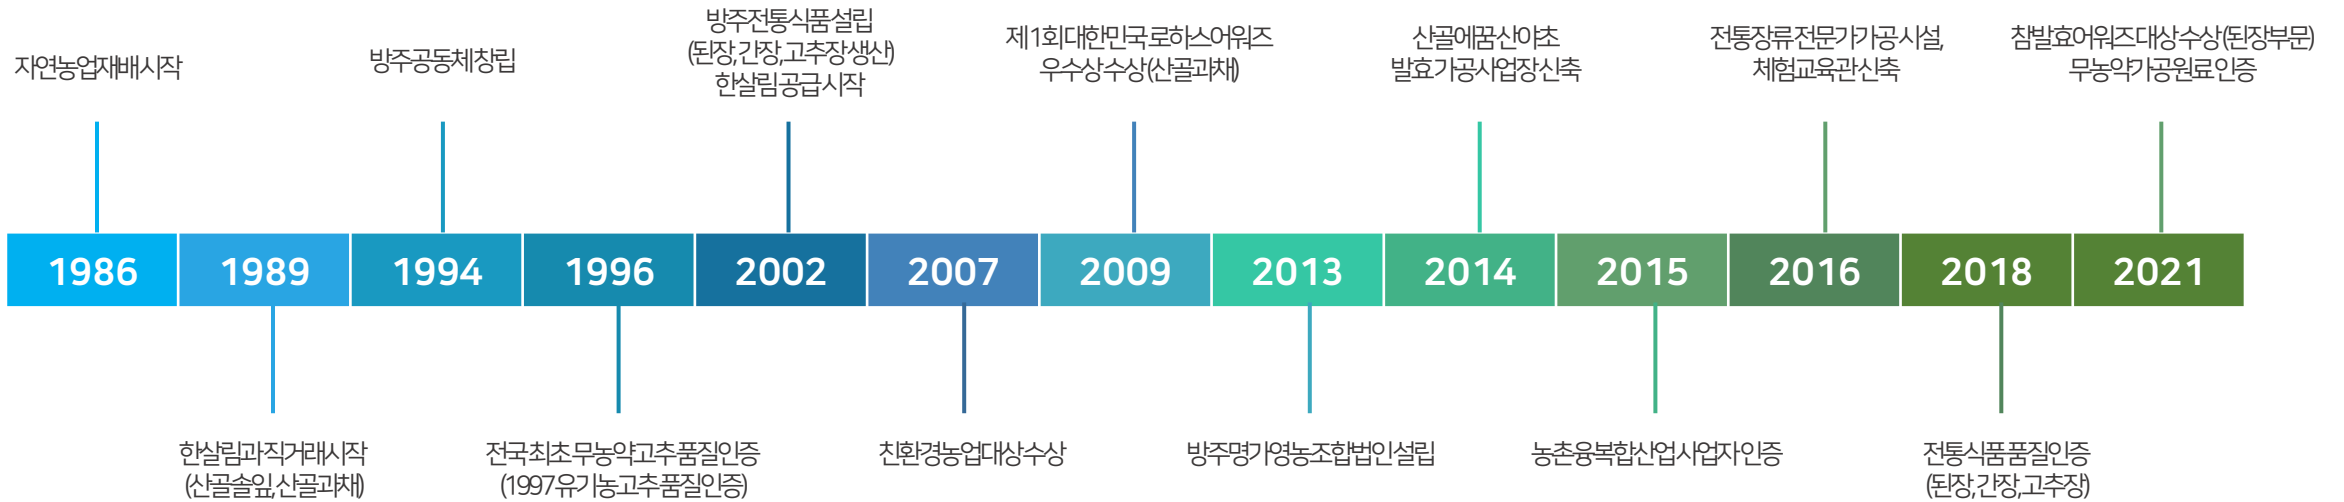 자연농업재배시작
방주공동체창립
방주전통식품설립
(된장,간장,고추장생산)
한살림공급시작
제1회대한민국로하스어워즈
우수상수상(산골과채)
산골에꿈산야초
발효가공사업장신축
전통장류전문가가공시설,
체험교육관신축
참발효어워즈대상수상(된장부문)
무농약가공원료인증
1986
1989
1994
1996
2002
2007
2009
2013
2014
2015
2016
2018
2021
한살림과직거래시작
(산골솔잎,산골과채)
전국최초무농약고추품질인증
(1997유기농고추품질인증)
친환경농업대상수상
방주명가영농조합법인설립
농촌융복합산업사업자인증
전통식품품질인증
(된장,간장,고추장)